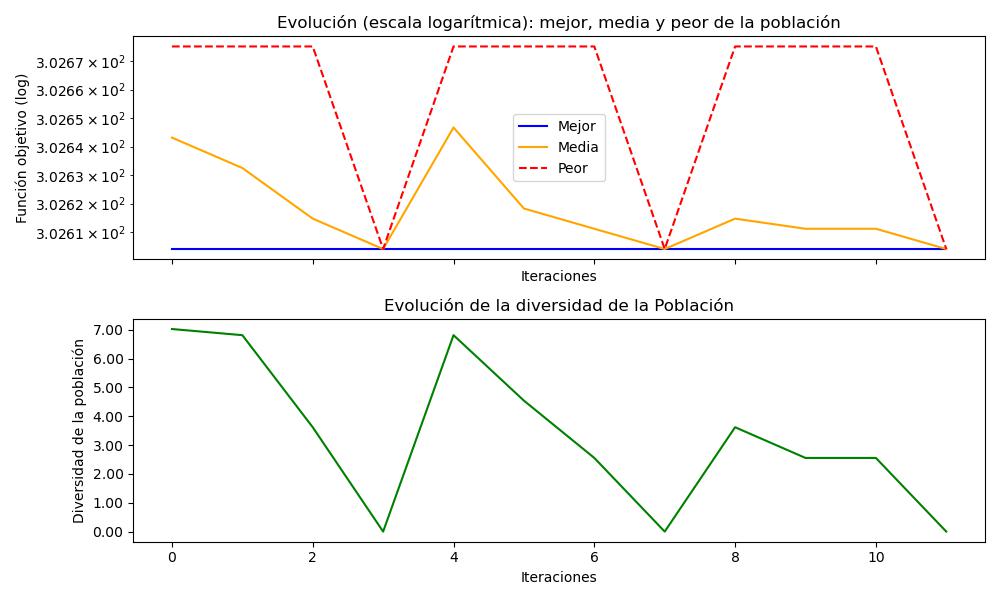 Evolución (escala logarítmica): mejor, media y peor de la población
Función objetivo (log)
3.0267 × 10²
3.0266 × 10²
3.0265 × 10²
3.0264 × 10²
3.0263 × 10²
3.0262 × 10²
3.0261 × 10²
Mejor
Media
Peor
Iteraciones
Evolución de la diversidad de la Población
Diversidad de la población
7.00
6.00
5.00
4.00
3.00
2.00
1.00
0.00
0 2 4 6 8 10
Iteraciones